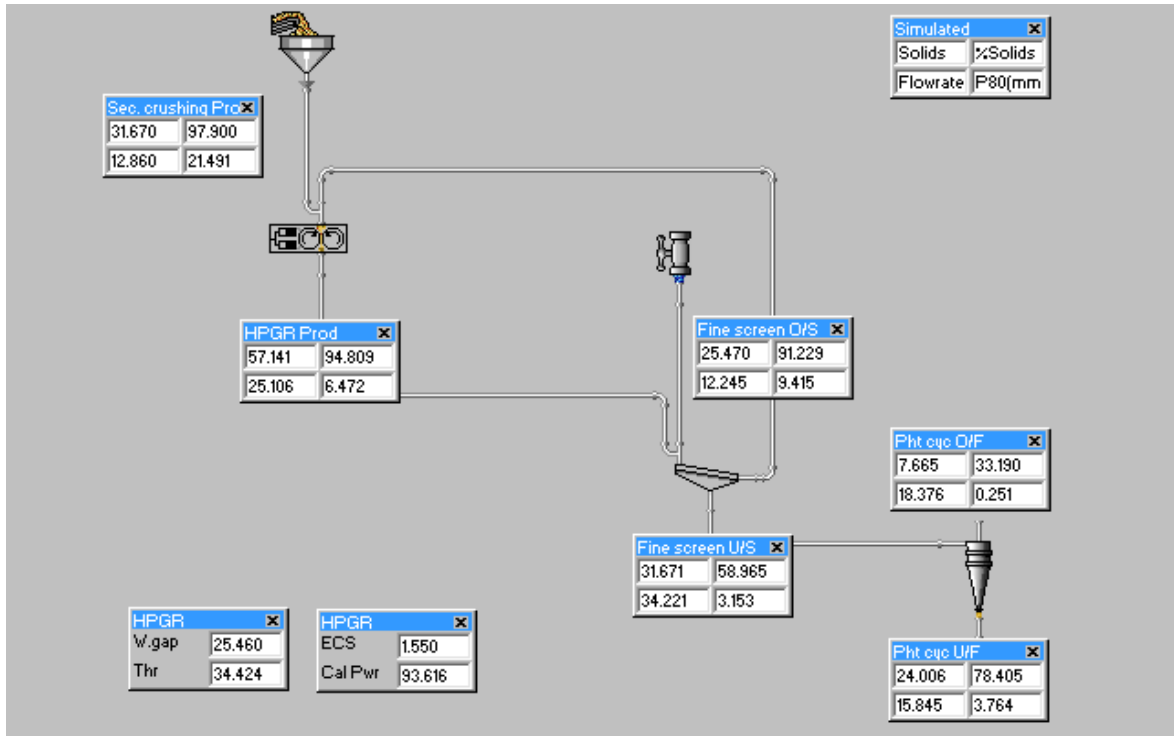 Simulated
Solids %Solids
Flowrate P80(mm
Sec. crushing Pro
31.670 97.900
12.860 21.491
HPGR Prod
57.141 94.809
25.106 6.472
Fine screen O/S
25.470 91.229
12.245 9.415
Pht cyc O/F
7.665 33.190
18.376 0.251
Fine screen U/S
31.671 58.965
34.221 3.153
HPGR
W.gap 25.460
Thr 34.424
HPGR
ECS 1.550
Cal Pwr 93.616
Pht cyc U/F
24.006 78.405
15.845 3.764